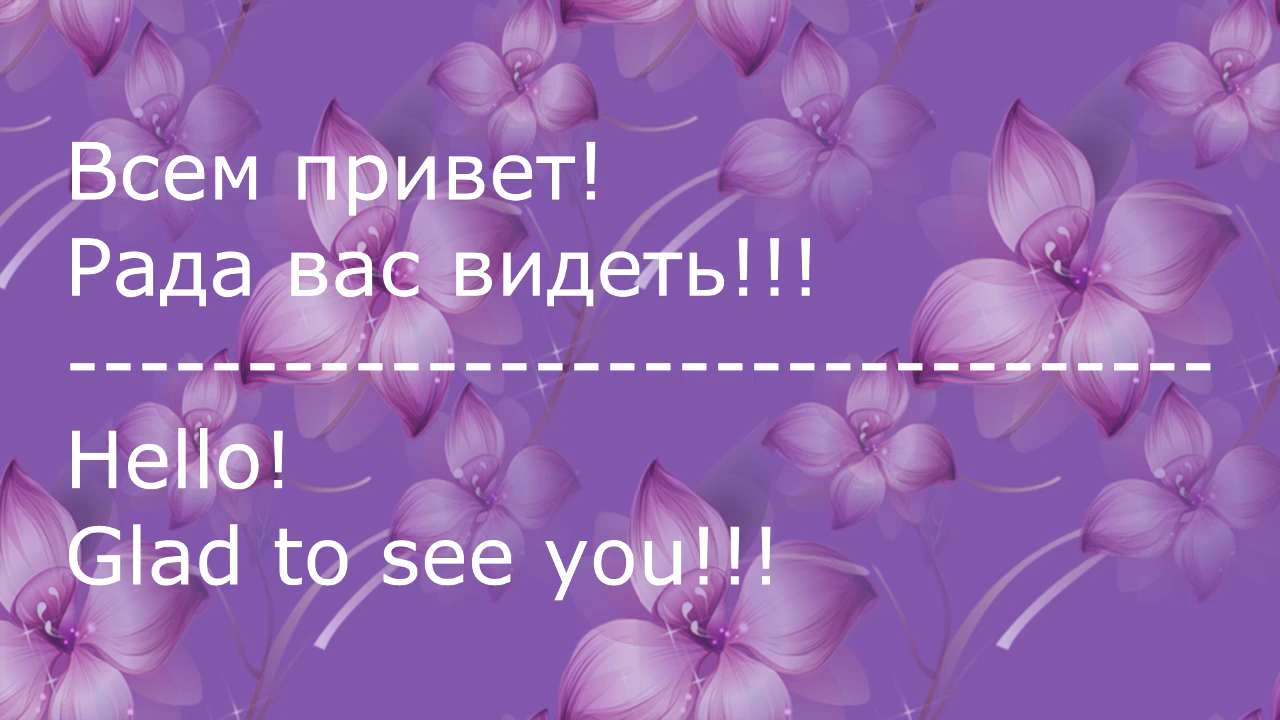 Всем привет!
Рада вас видеть!!!
--------------------------------
Hello!
Glad to see you!!!